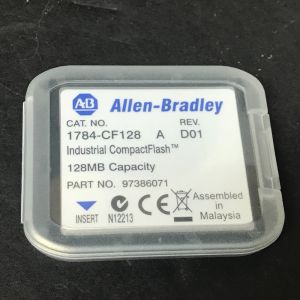 AB Allen-Bradley
CAT. NO. REV.
1784-CF128 A D01
Industrial CompactFlash™
128MB Capacity
PART NO. 97386071
INSERT N12213 CE Assembled in
Malaysia